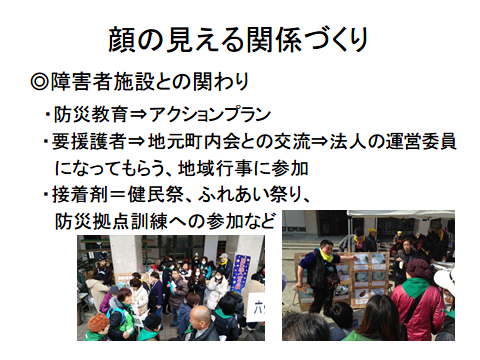 顔の見える関係づくり
◎障害者施設との関わり
・防災教育⇒アクションプラン
・要援護者⇒地元町内会との交流⇒法人の運営委員
になってもらう、地域行事に参加
・接着剤＝健民祭、ふれあい祭り、
防災拠点訓練への参加など